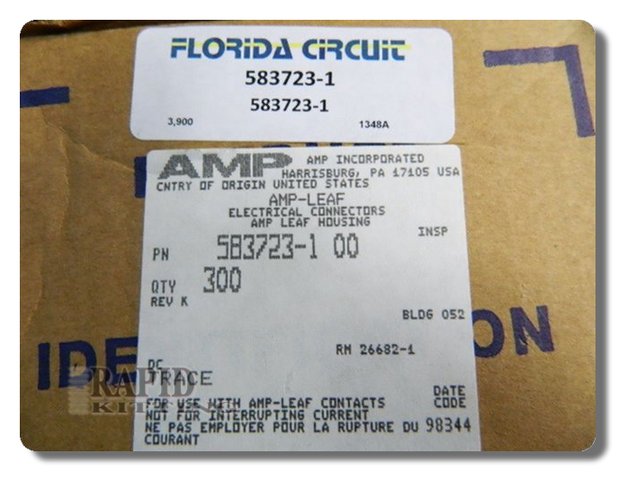 FLORIDA CIRCUIT
583723-1
583723-1
3,900 1348A
AMP AMP INCORPORATED
HARRISBURG, PA 17105 USA
CNTRY OF ORIGIN UNITED STATES
AMP-LEAF
ELECTRICAL CONNECTORS
AMP LEAF HOUSING
INSP
PN 583723-1 00
QTY 300
REV K
BLDG 052
RM 26682-1
DC
TRACE
DATE
CODE
FOR USE WITH AMP-LEAF CONTACTS
NOT FOR INTERRUPTING CURRENT
NE PAS EMPLOYER POUR LA RUPTURE DU 98344
COURANT
RAPID